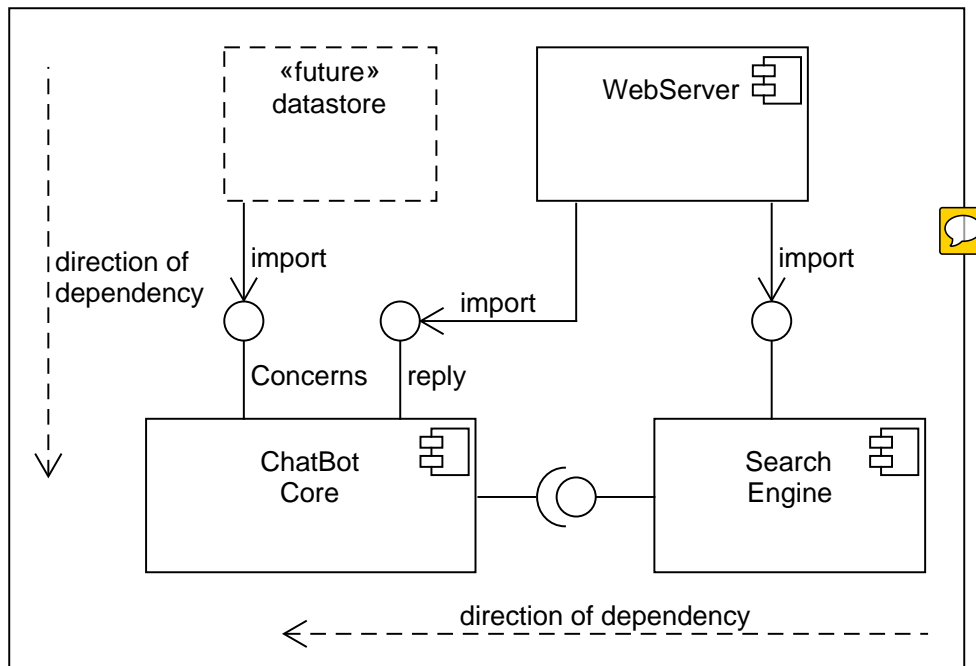 «future»
datastore
WebServer
direction of
dependency
import
import
import
Concerns
reply
ChatBot
Core
Search
Engine
direction of dependency